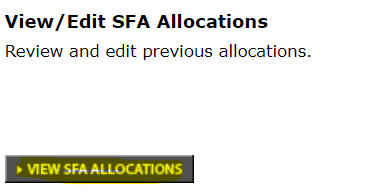 View/Edit SFA Allocations
Review and edit previous allocations.
VIEW SFA ALLOCATIONS